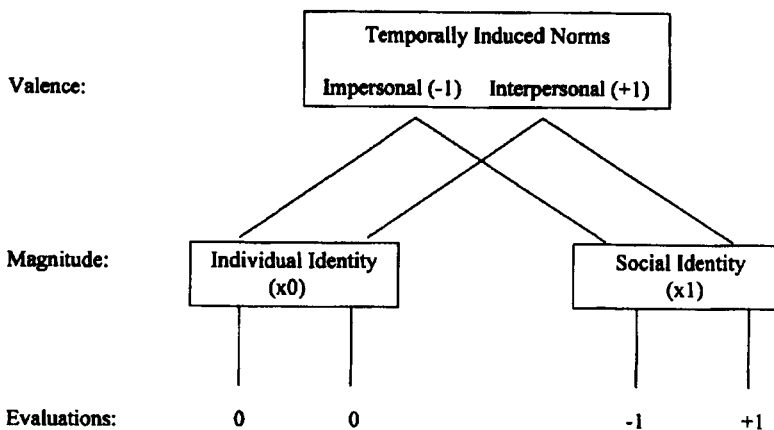 Temporally Induced Norms
Valence: Impersonal (-1) Interpersonal (+1)
Magnitude: Individual Identity Social Identity
(x0) (x1)
Evaluations: 0 0 -1 +1